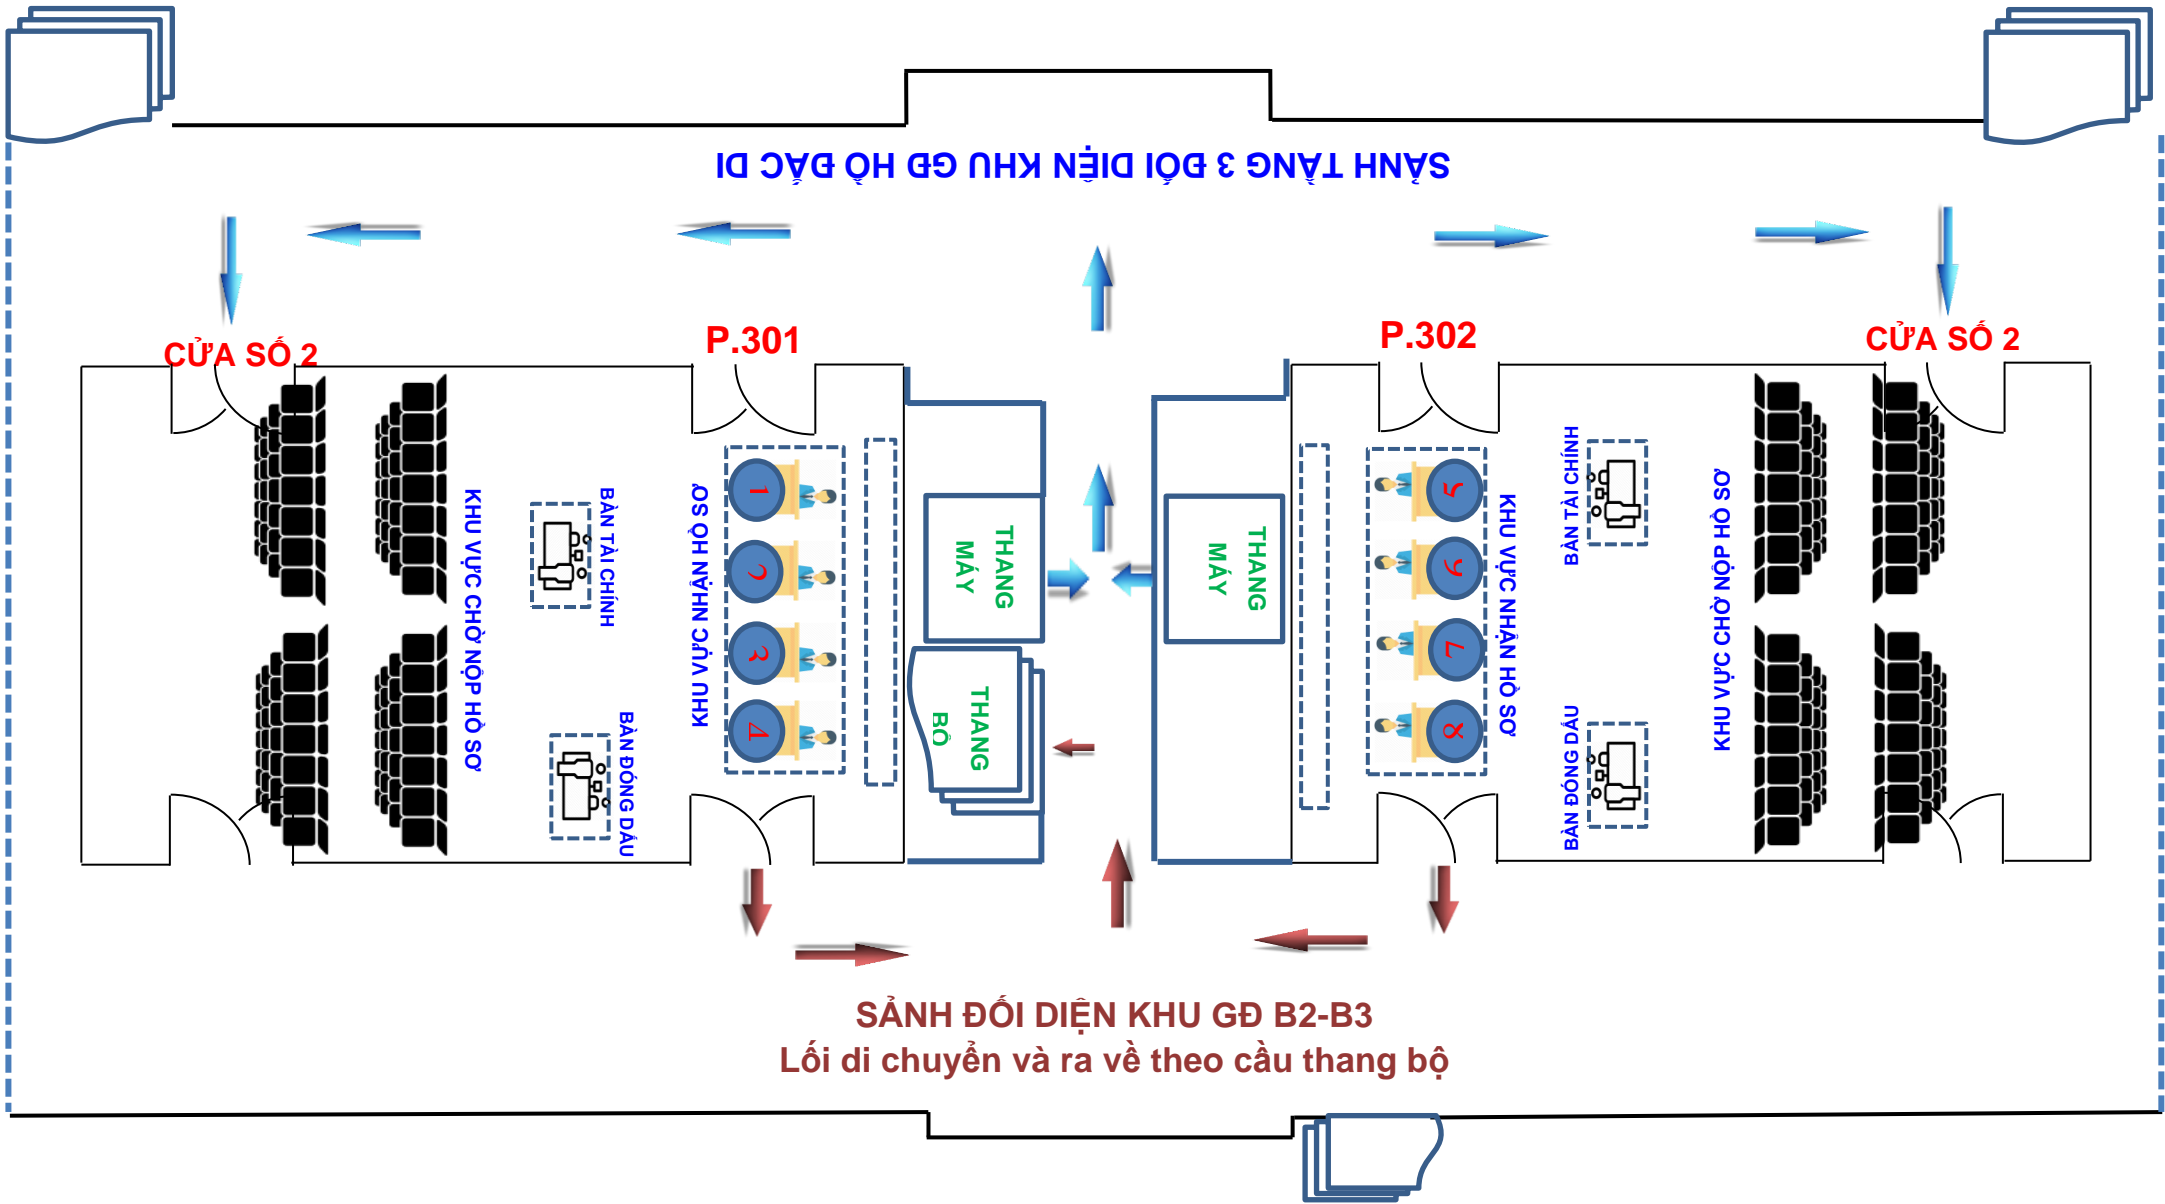 SẢNH TẦNG 3 ĐỐI DIỆN KHU GĐ HỒ ĐẮC DI
CỬA SỐ 2
P.301
P.302
CỬA SỐ 2
KHU VỰC CHỜ NỘP HỒ SƠ
BÀN TÀI CHÍNH
BÀN ĐÓNG DẤU
KHU VỰC NHẬN HỒ SƠ
1
2
3
4
THANG
MÁY
THANG
BỘ
THANG
MÁY
5
6
7
8
KHU VỰC NHẬN HỒ SƠ
BÀN TÀI CHÍNH
BÀN ĐÓNG DẤU
KHU VỰC CHỜ NỘP HỒ SƠ
SẢNH ĐỐI DIỆN KHU GĐ B2-B3
Lối di chuyển và ra về theo cầu thang bộ